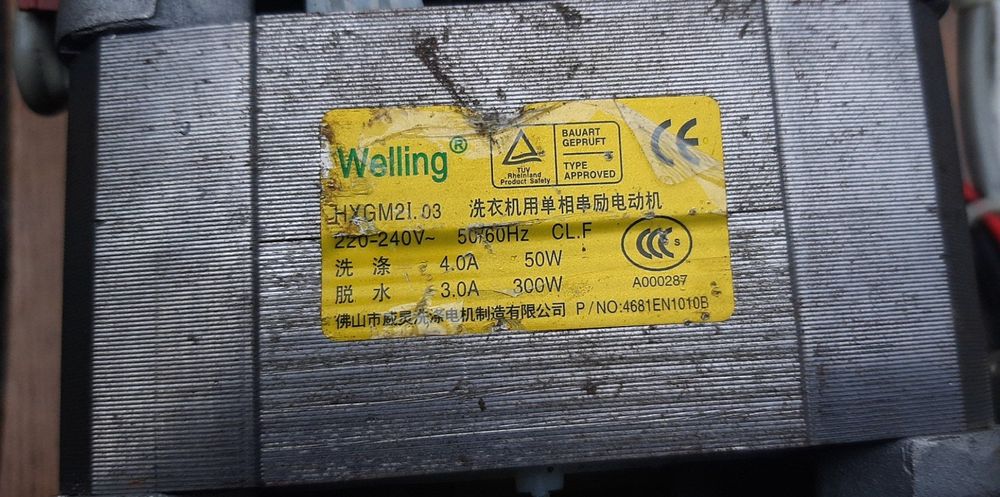 Welling®
TÜV
Rheinland
Product Safety
BAUART
GEPRÜFT
TYPE
APPROVED
CE
HXGM2I.03 洗衣机用单相串励电动机
220-240V~ 50/60Hz CL.F
洗涤 4.0A 50W
脱水 3.0A 300W
CCC S
A000287
佛山市威灵洗涤电机制造有限公司 P/NO:4681EN1010B